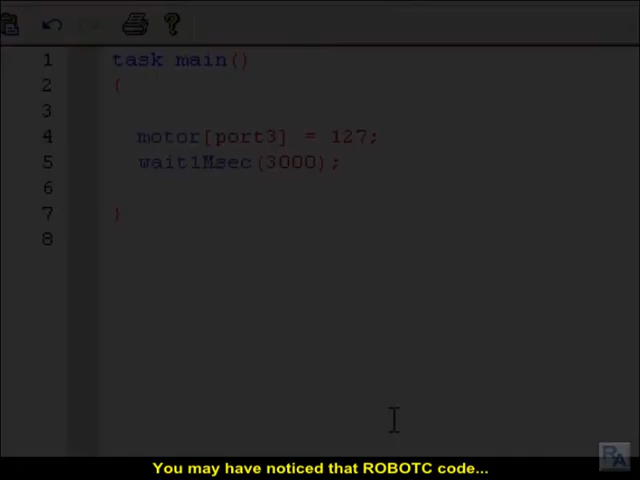 1 task main()
2 {
3
4 motor[port3] = 127;
5 wait1Msec(3000);
6
7 }
8
RA
You may have noticed that ROBOTC code...